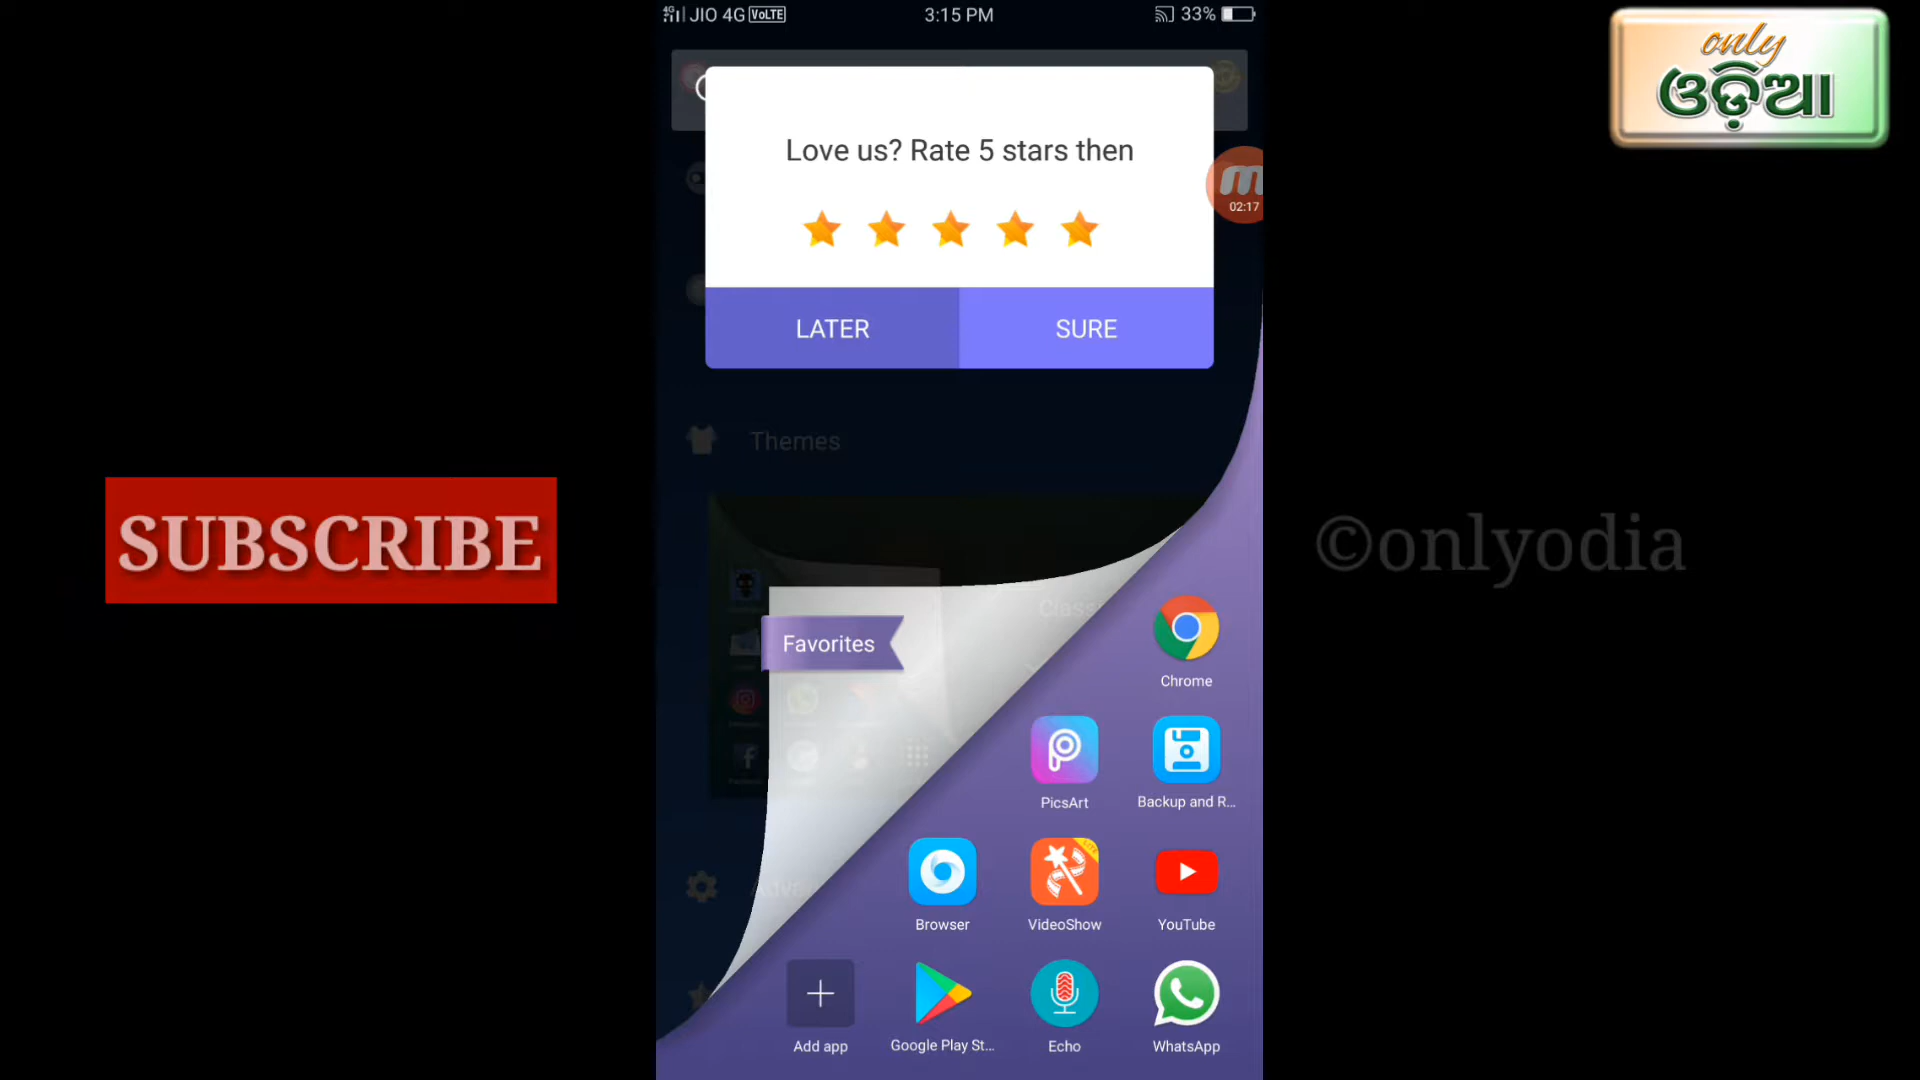 4G JIO 4G VoLTE 3:15 PM 33%
only
ଓଡ଼ିଆ
Love us? Rate 5 stars then
02:17
LATER SURE
Themes
SUBSCRIBE
©onlyodia
Favorites
Chrome
PicsArt Backup and R...
Browser VideoShow YouTube
Add app Google Play St... Echo WhatsApp